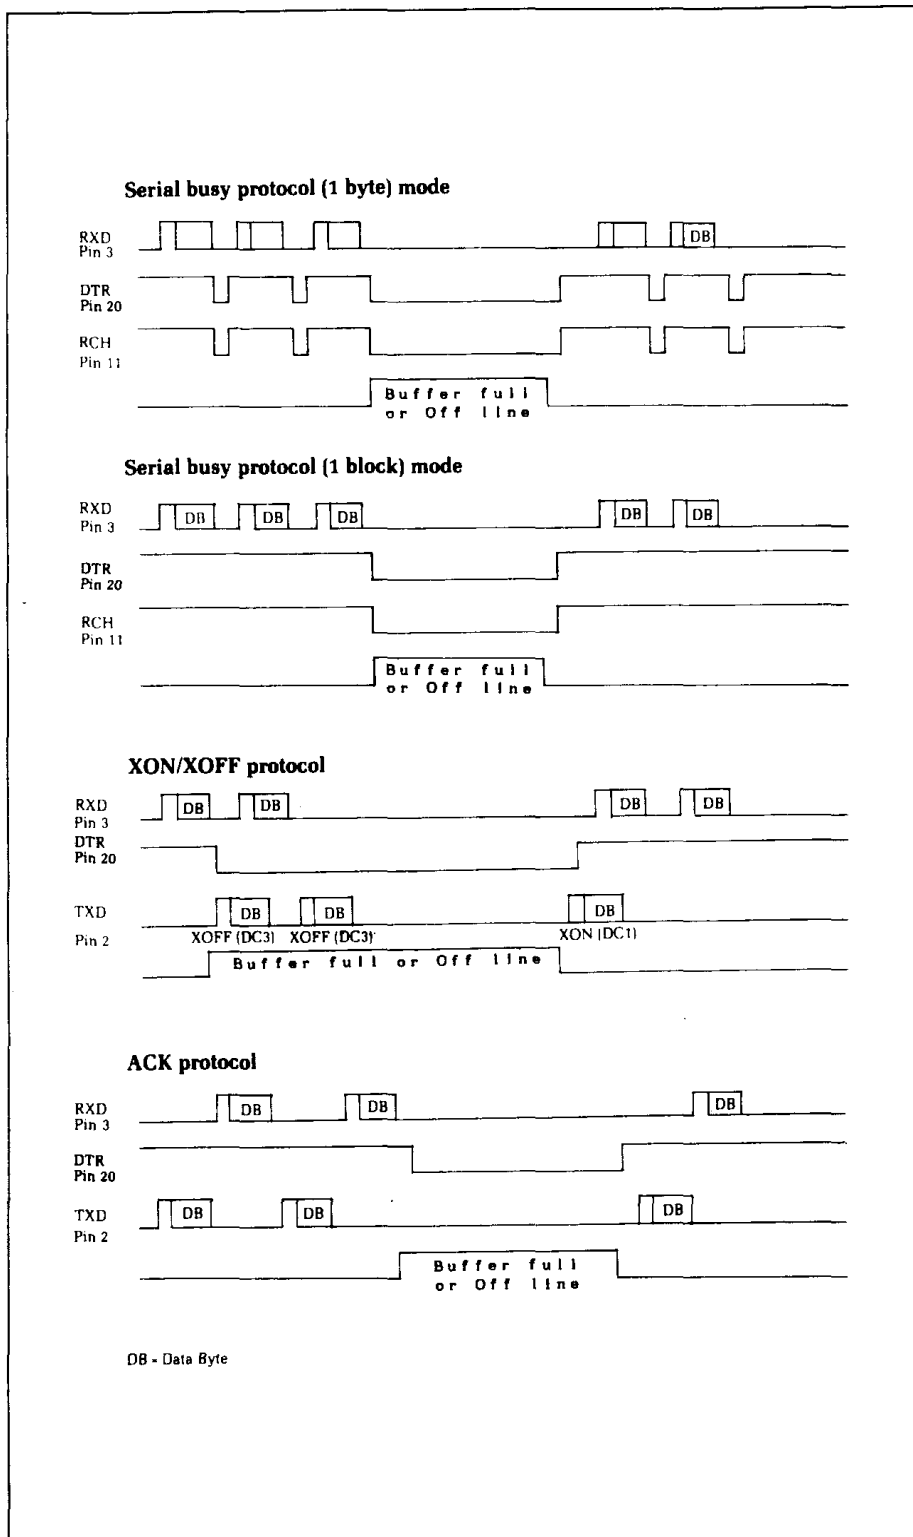 Serial busy protocol (1 byte) mode
RXD
Pin 3
DB
DTR
Pin 20
RCH
Pin 11
Buffer full
or Off line
Serial busy protocol (1 block) mode
RXD
Pin 3
DB DB DB DB DB
DTR
Pin 20
RCH
Pin 11
Buffer full
or Off line
XON/XOFF protocol
RXD
Pin 3
DB DB DB DB
DTR
Pin 20
TXD
Pin 2
DB DB DB
XOFF (DC3) XOFF (DC3) XON (DC1)
Buffer full or Off line
ACK protocol
RXD
Pin 3
DB DB DB
DTR
Pin 20
TXD
Pin 2
DB DB DB
Buffer full
or Off line
DB = Data Byte